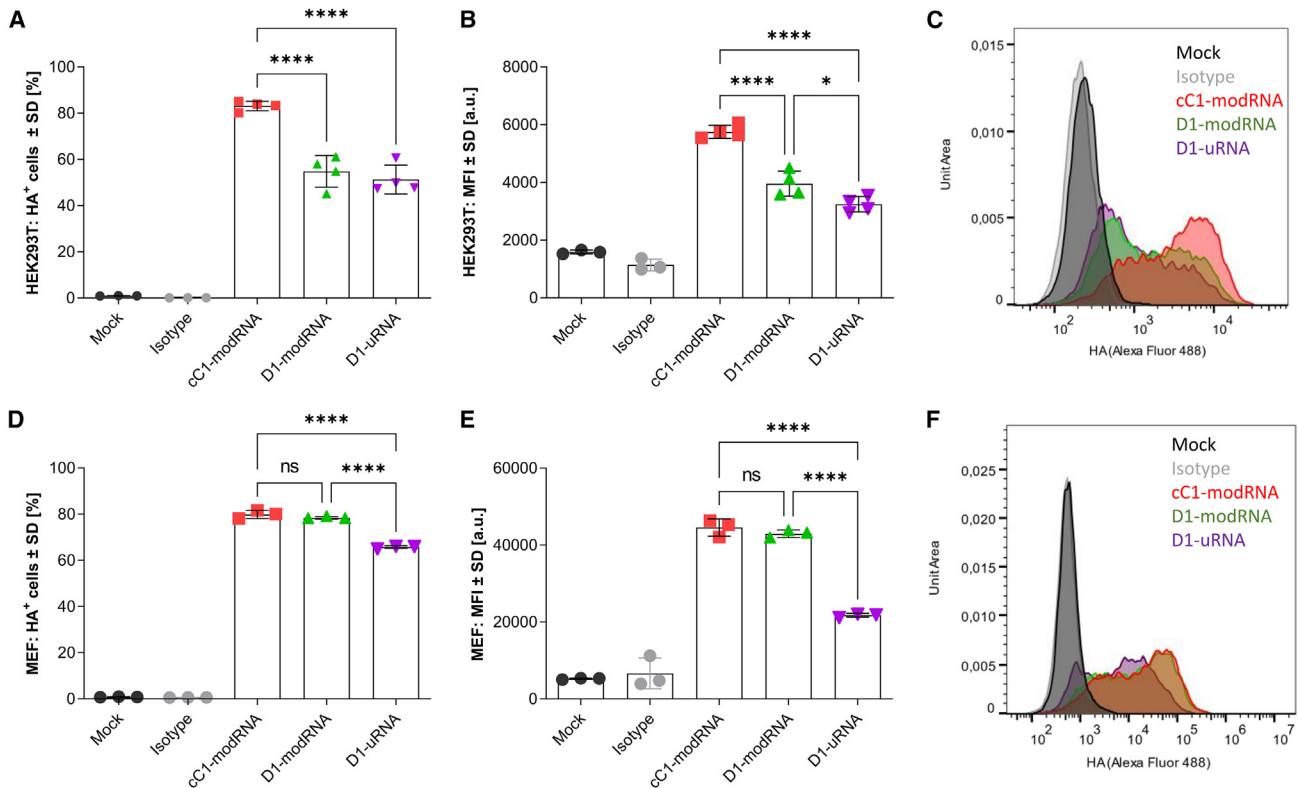 A
HEK293T: HA⁺ cells ± SD [%]
100
80
60
40
20
0
****
****
Mock
Isotype
cC1-modRNA
D1-modRNA
D1-uRNA
B
HEK293T: MFI ± SD [a.u.]
8000
6000
4000
2000
0
****
****
*
Mock
Isotype
cC1-modRNA
D1-modRNA
D1-uRNA
C
Unit Area
0,015
0,010
0,005
0
Mock
Isotype
cC1-modRNA
D1-modRNA
D1-uRNA
10² 10³ 10⁴
HA(Alexa Fluor 488)
D
MEF: HA⁺ cells ± SD [%]
100
80
60
40
20
0
****
ns
****
Mock
Isotype
cC1-modRNA
D1-modRNA
D1-uRNA
E
MEF: MFI ± SD [a.u.]
60000
40000
20000
0
****
ns
****
Mock
Isotype
cC1-modRNA
D1-modRNA
D1-uRNA
F
Unit Area
0,025
0,020
0,015
0,010
0,005
0
Mock
Isotype
cC1-modRNA
D1-modRNA
D1-uRNA
10² 10³ 10⁴ 10⁵ 10⁶ 10⁷
HA(Alexa Fluor 488)